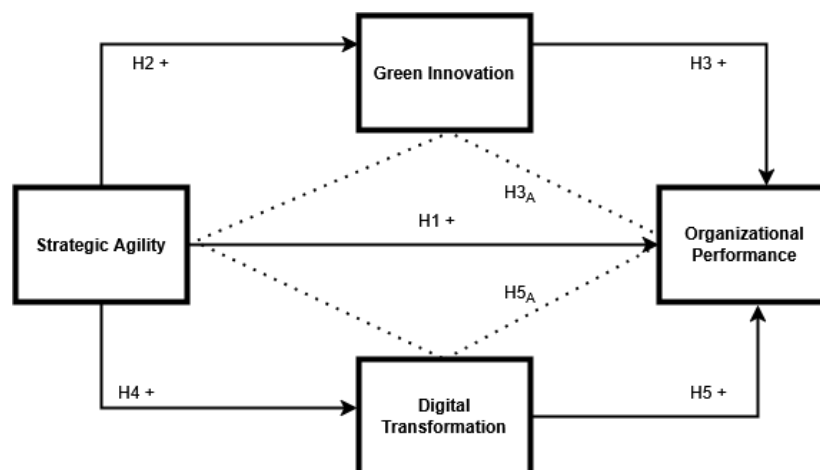 H2 +
Green Innovation
H3 +
H3A
Strategic Agility
H1 +
Organizational
Performance
H5A
H4 +
Digital
Transformation
H5 +